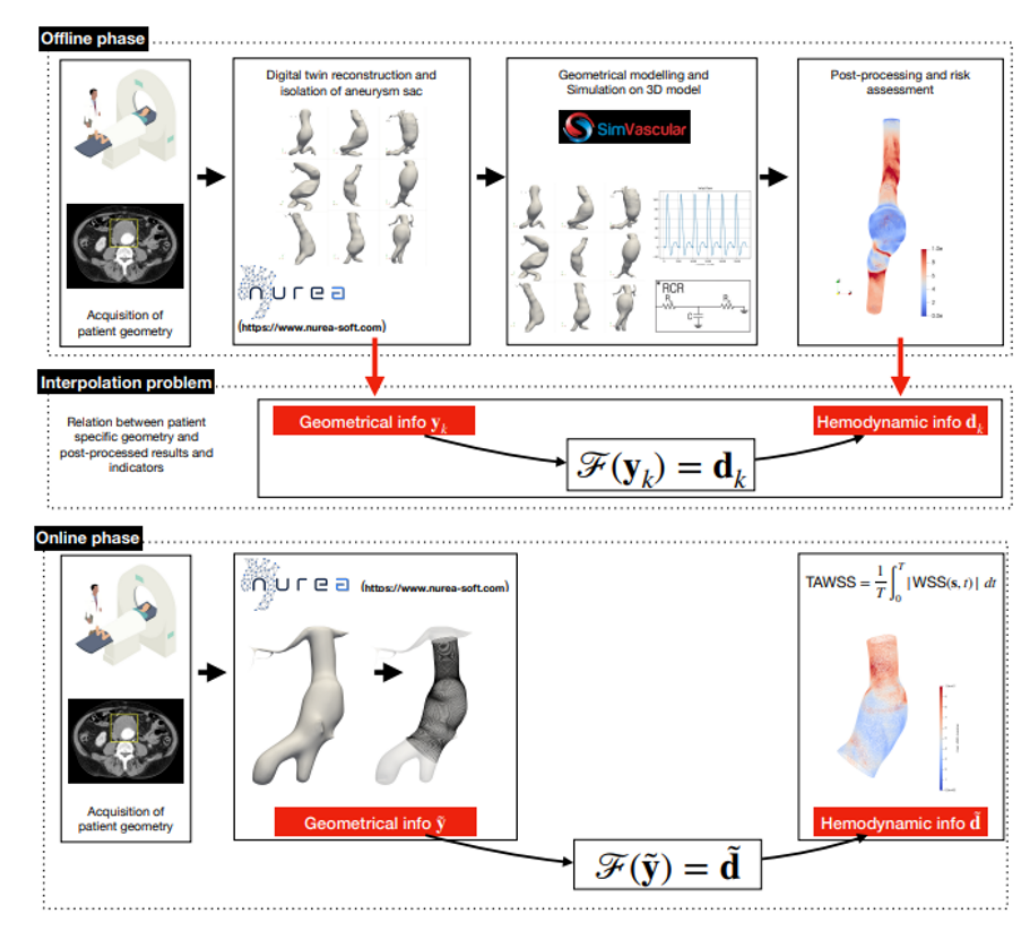 Offline phase
Digital twin reconstruction and
isolation of aneurysm sac
nurea
(https://www.nurea-soft.com)
Geometrical modelling and
Simulation on 3D model
SimVascular
RCR
C
Post-processing and risk
assessment
Acquisition of
patient geometry
Interpolation problem
Relation between patient
specific geometry and
post-processed results and
indicators
Geometrical info y_k
Hemodynamic info d_k
ℱ(y_k) = d_k
Online phase
Acquisition of
patient geometry
nurea (https://www.nurea-soft.com)
TAWSS = 1/T ∫_0^T |WSS(s, t)| dt
Geometrical info ỹ
Hemodynamic info d̃
ℱ(ỹ) = d̃